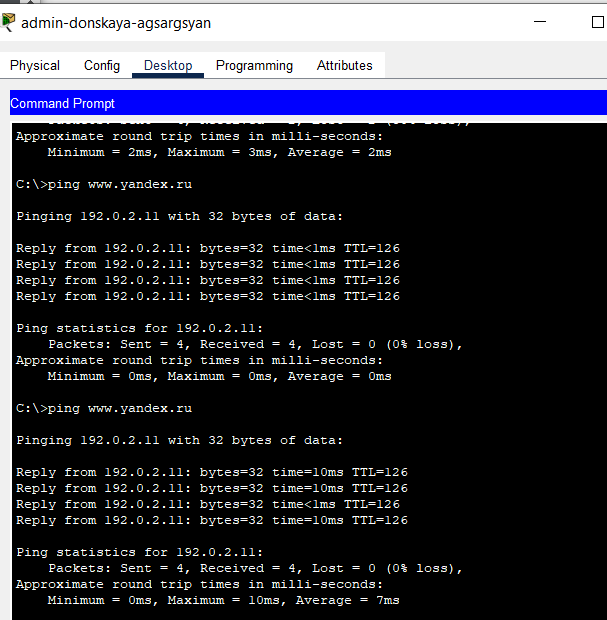 admin-donskaya-agsargsyan
Physical Config Desktop Programming Attributes
Command Prompt
Approximate round trip times in milli-seconds:
    Minimum = 2ms, Maximum = 3ms, Average = 2ms
C:\>ping www.yandex.ru
Pinging 192.0.2.11 with 32 bytes of data:
Reply from 192.0.2.11: bytes=32 time<1ms TTL=126
Reply from 192.0.2.11: bytes=32 time<1ms TTL=126
Reply from 192.0.2.11: bytes=32 time<1ms TTL=126
Reply from 192.0.2.11: bytes=32 time<1ms TTL=126
Ping statistics for 192.0.2.11:
    Packets: Sent = 4, Received = 4, Lost = 0 (0% loss),
Approximate round trip times in milli-seconds:
    Minimum = 0ms, Maximum = 0ms, Average = 0ms
C:\>ping www.yandex.ru
Pinging 192.0.2.11 with 32 bytes of data:
Reply from 192.0.2.11: bytes=32 time=10ms TTL=126
Reply from 192.0.2.11: bytes=32 time=10ms TTL=126
Reply from 192.0.2.11: bytes=32 time<1ms TTL=126
Reply from 192.0.2.11: bytes=32 time=10ms TTL=126
Ping statistics for 192.0.2.11:
    Packets: Sent = 4, Received = 4, Lost = 0 (0% loss),
Approximate round trip times in milli-seconds:
    Minimum = 0ms, Maximum = 10ms, Average = 7ms